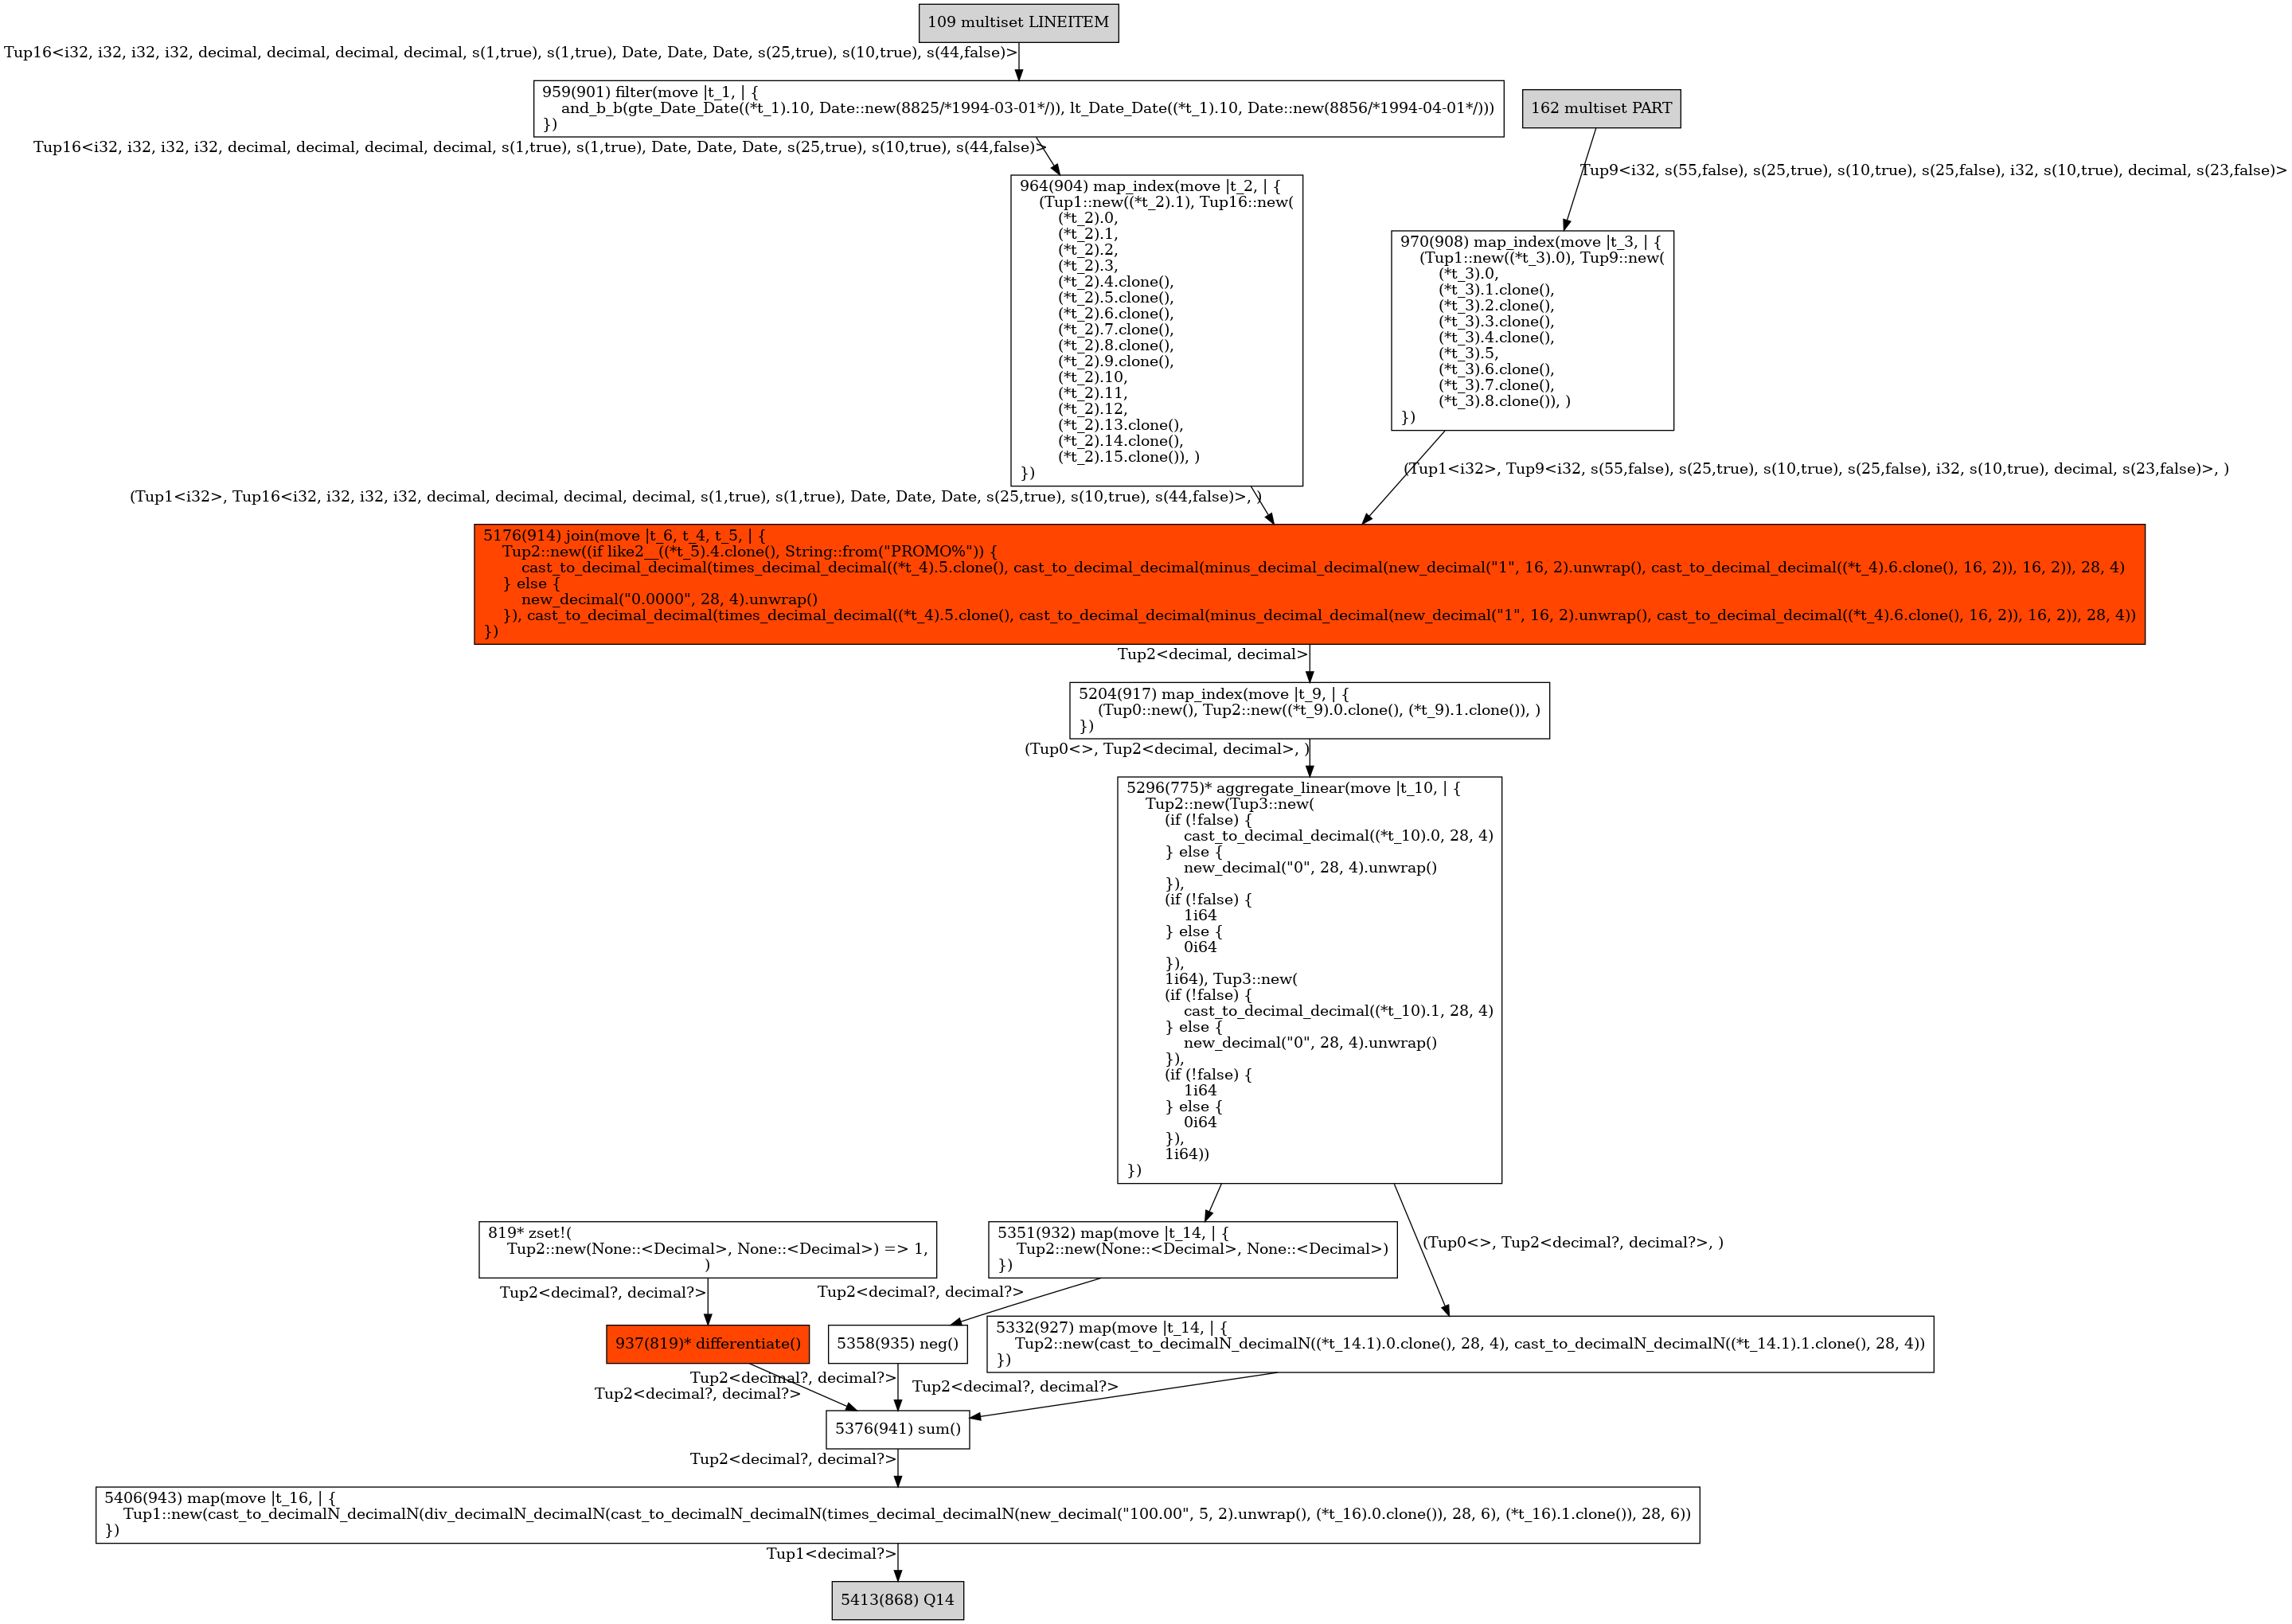 109 multiset LINEITEM
Tup16<i32, i32, i32, i32, decimal, decimal, decimal, decimal, s(1,true), s(1,true), Date, Date, Date, s(25,true), s(10,true), s(44,false)>
959(901) filter(move |t_1, | {
    and_b_b(gte_Date_Date((*t_1).10, Date::new(8825/*1994-03-01*/)), lt_Date_Date((*t_1).10, Date::new(8856/*1994-04-01*/)))
})
162 multiset PART
Tup16<i32, i32, i32, i32, decimal, decimal, decimal, decimal, s(1,true), s(1,true), Date, Date, Date, s(25,true), s(10,true), s(44,false)>
Tup9<i32, s(55,false), s(25,true), s(10,true), s(25,false), i32, s(10,true), decimal, s(23,false)>
964(904) map_index(move |t_2, | {
    (Tup1::new((*t_2).1), Tup16::new(
        (*t_2).0,
        (*t_2).1,
        (*t_2).2,
        (*t_2).3,
        (*t_2).4.clone(),
        (*t_2).5.clone(),
        (*t_2).6.clone(),
        (*t_2).7.clone(),
        (*t_2).8.clone(),
        (*t_2).9.clone(),
        (*t_2).10,
        (*t_2).11,
        (*t_2).12,
        (*t_2).13.clone(),
        (*t_2).14.clone(),
        (*t_2).15.clone()), )
})
970(908) map_index(move |t_3, | {
    (Tup1::new((*t_3).0), Tup9::new(
        (*t_3).0,
        (*t_3).1.clone(),
        (*t_3).2.clone(),
        (*t_3).3.clone(),
        (*t_3).4.clone(),
        (*t_3).5,
        (*t_3).6.clone(),
        (*t_3).7.clone(),
        (*t_3).8.clone()), )
})
(Tup1<i32>, Tup9<i32, s(55,false), s(25,true), s(10,true), s(25,false), i32, s(10,true), decimal, s(23,false)>, )
(Tup1<i32>, Tup16<i32, i32, i32, i32, decimal, decimal, decimal, decimal, s(1,true), s(1,true), Date, Date, Date, s(25,true), s(10,true), s(44,false)>, )
5176(914) join(move |t_6, t_4, t_5, | {
    Tup2::new((if like2__((*t_5).4.clone(), String::from("PROMO%")) {
        cast_to_decimal_decimal(times_decimal_decimal((*t_4).5.clone(), cast_to_decimal_decimal(minus_decimal_decimal(new_decimal("1", 16, 2).unwrap(), cast_to_decimal_decimal((*t_4).6.clone(), 16, 2)), 16, 2)), 28, 4)
    } else {
        new_decimal("0.0000", 28, 4).unwrap()
    }), cast_to_decimal_decimal(times_decimal_decimal((*t_4).5.clone(), cast_to_decimal_decimal(minus_decimal_decimal(new_decimal("1", 16, 2).unwrap(), cast_to_decimal_decimal((*t_4).6.clone(), 16, 2)), 16, 2)), 28, 4))
})
Tup2<decimal, decimal>
5204(917) map_index(move |t_9, | {
    (Tup0::new(), Tup2::new((*t_9).0.clone(), (*t_9).1.clone()), )
})
(Tup0<>, Tup2<decimal, decimal>, )
5296(775)* aggregate_linear(move |t_10, | {
    Tup2::new(Tup3::new(
        (if (!false) {
            cast_to_decimal_decimal((*t_10).0, 28, 4)
        } else {
            new_decimal("0", 28, 4).unwrap()
        }),
        (if (!false) {
            1i64
        } else {
            0i64
        }),
        1i64), Tup3::new(
        (if (!false) {
            cast_to_decimal_decimal((*t_10).1, 28, 4)
        } else {
            new_decimal("0", 28, 4).unwrap()
        }),
        (if (!false) {
            1i64
        } else {
            0i64
        }),
        1i64))
})
819* zset!(
    Tup2::new(None::<Decimal>, None::<Decimal>) => 1,
)
5351(932) map(move |t_14, | {
    Tup2::new(None::<Decimal>, None::<Decimal>)
})
(Tup0<>, Tup2<decimal?, decimal?>, )
Tup2<decimal?, decimal?>
Tup2<decimal?, decimal?>
937(819)* differentiate()
5358(935) neg()
5332(927) map(move |t_14, | {
    Tup2::new(cast_to_decimalN_decimalN((*t_14.1).0.clone(), 28, 4), cast_to_decimalN_decimalN((*t_14.1).1.clone(), 28, 4))
})
Tup2<decimal?, decimal?>
Tup2<decimal?, decimal?>
Tup2<decimal?, decimal?>
5376(941) sum()
Tup2<decimal?, decimal?>
5406(943) map(move |t_16, | {
    Tup1::new(cast_to_decimalN_decimalN(div_decimalN_decimalN(cast_to_decimalN_decimalN(times_decimal_decimalN(new_decimal("100.00", 5, 2).unwrap(), (*t_16).0.clone()), 28, 6), (*t_16).1.clone()), 28, 6))
})
Tup1<decimal?>
5413(868) Q14